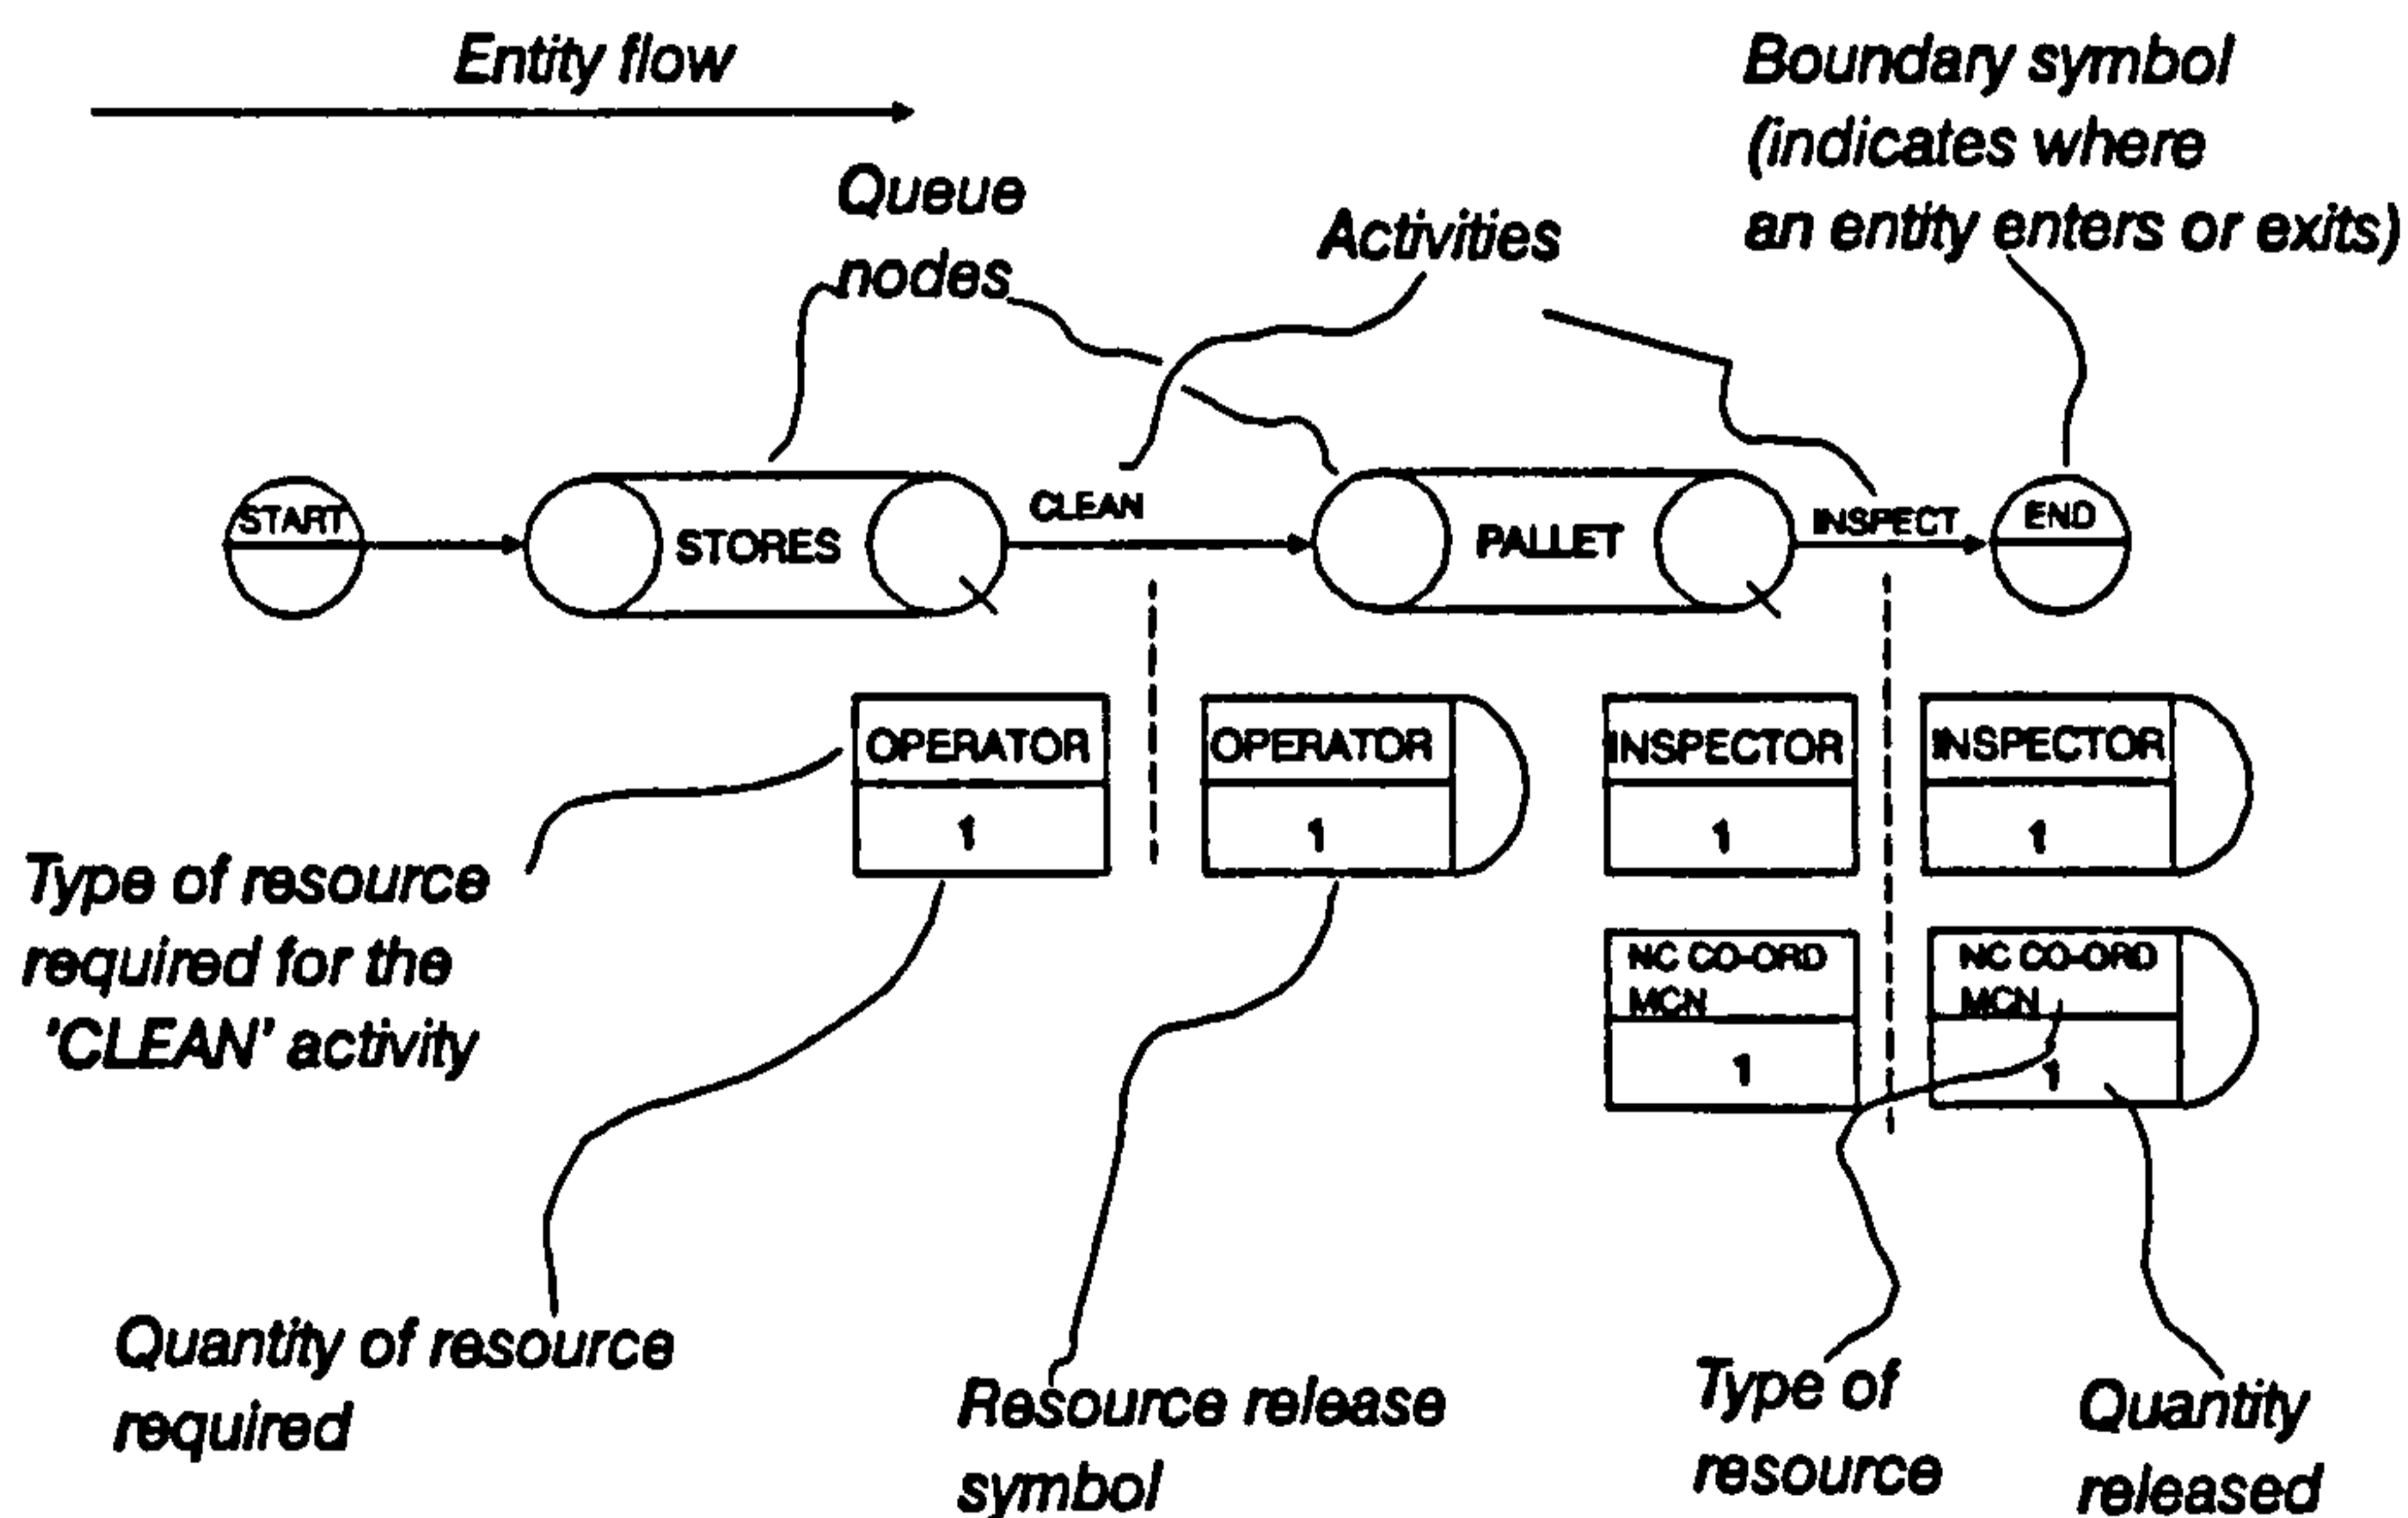 Entity flow
Boundary symbol
(indicates where
an entity enters or exits)
Queue
nodes
Activities
START
STORES
CLEAN
PALLET
INSPECT
END
OPERATOR
1
OPERATOR
1
INSPECTOR
1
INSPECTOR
1
NC CO-ORD
MCN
1
NC CO-ORD
MCN
1
Type of resource
required for the
'CLEAN' activity
Quantity of resource
required
Resource release
symbol
Type of
resource
Quantity
released